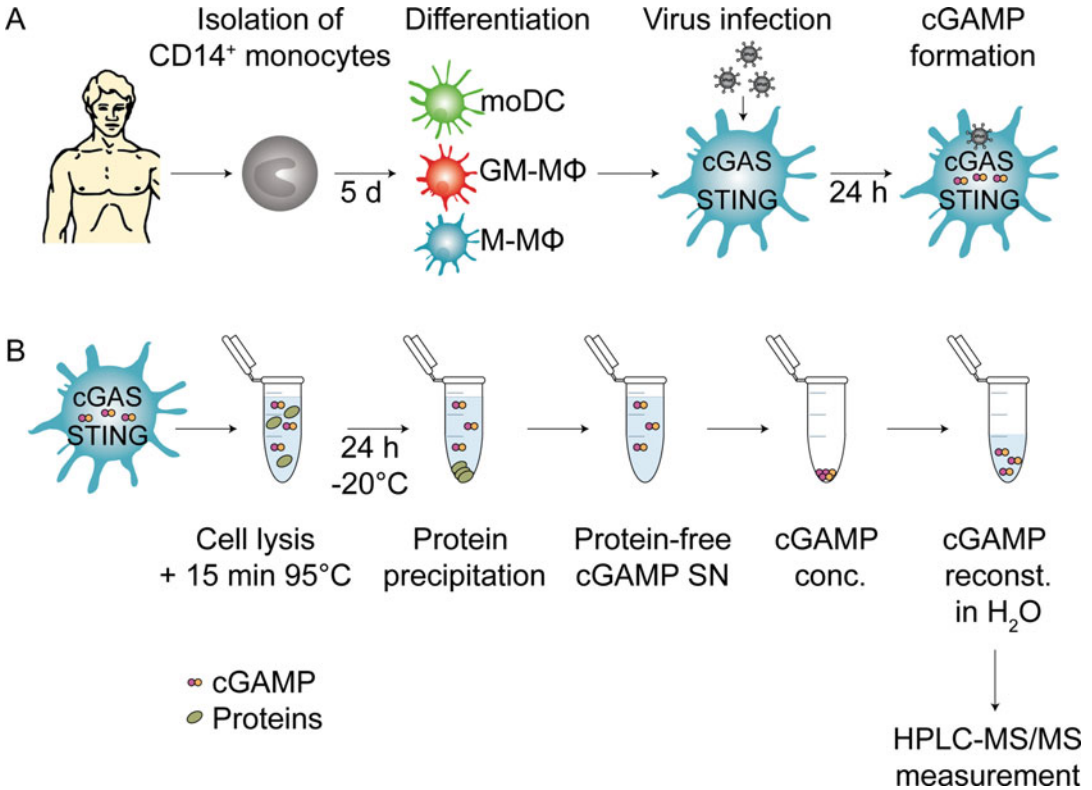 A
Isolation of
CD14⁺ monocytes
Differentiation
Virus infection
cGAMP
formation
5 d
moDC
GM-MΦ
M-MΦ
cGAS
STING
24 h
cGAS
STING
B
cGAS
STING
24 h
-20°C
Cell lysis
+ 15 min 95°C
Protein
precipitation
Protein-free
cGAMP SN
cGAMP
conc.
cGAMP
reconst.
in H₂O
cGAMP
Proteins
HPLC-MS/MS
measurement